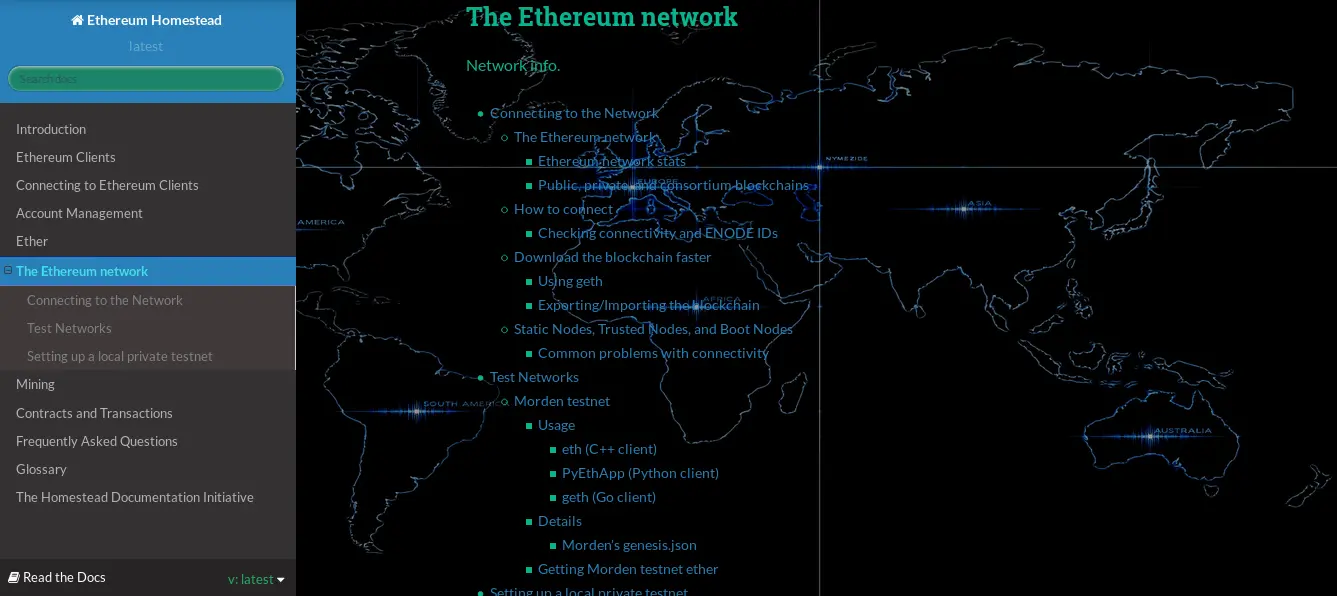 Ethereum Homestead
latest
Search docs
Introduction
Ethereum Clients
Connecting to Ethereum Clients
Account Management
Ether
The Ethereum network
Connecting to the Network
Test Networks
Setting up a local private testnet
Mining
Contracts and Transactions
Frequently Asked Questions
Glossary
The Homestead Documentation Initiative
Read the Docs
v: latest
The Ethereum network
Network info.
Connecting to the Network
The Ethereum network
Ethereum network stats
Public, private, and consortium blockchains
How to connect
Checking connectivity and ENODE IDs
Download the blockchain faster
Using geth
Exporting/Importing the blockchain
Static Nodes, Trusted Nodes, and Boot Nodes
Common problems with connectivity
Test Networks
Morden testnet
Usage
eth (C++ client)
PyEthApp (Python client)
geth (Go client)
Details
Morden's genesis.json
Getting Morden testnet ether
Setting up a local private testnet
NYMEZIDE
EUROPE
ASIA
AMERICA
AFRICA
SOUTH AMERICA
AUSTRALIA